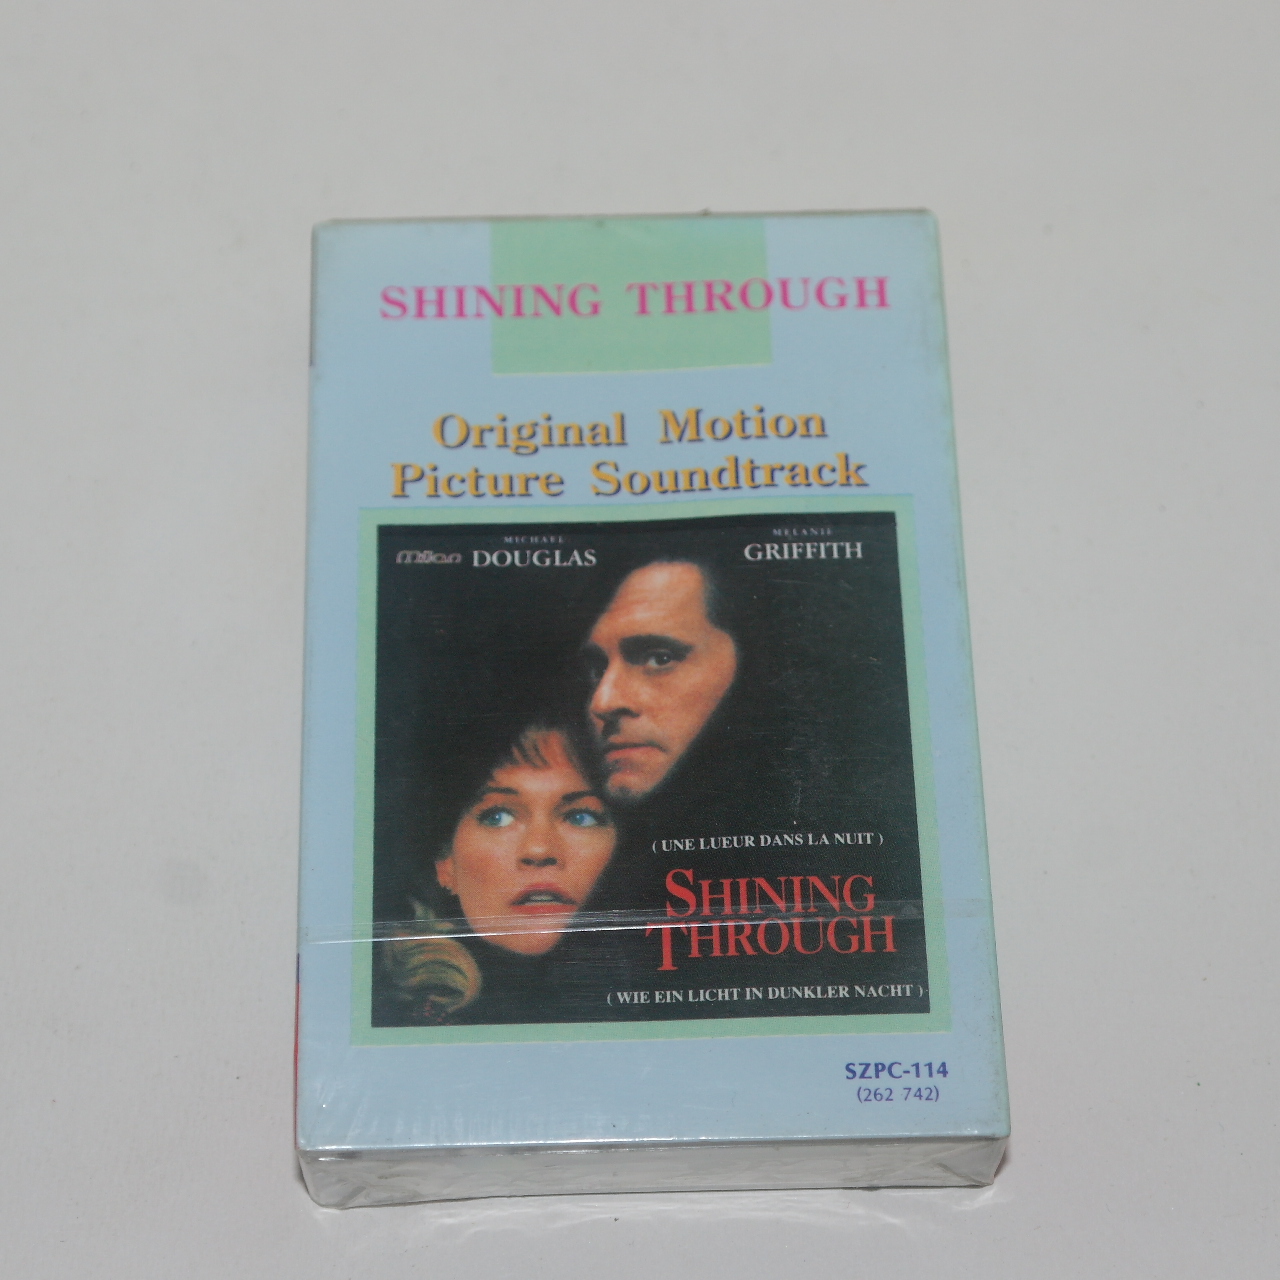 SHINING THROUGH
Original Motion
Picture Soundtrack
milan
MICHAEL
DOUGLAS
MELANIE
GRIFFITH
( UNE LUEUR DANS LA NUIT )
SHINING
THROUGH
( WIE EIN LICHT IN DUNKLER NACHT )
SZPC-114
(262 742)